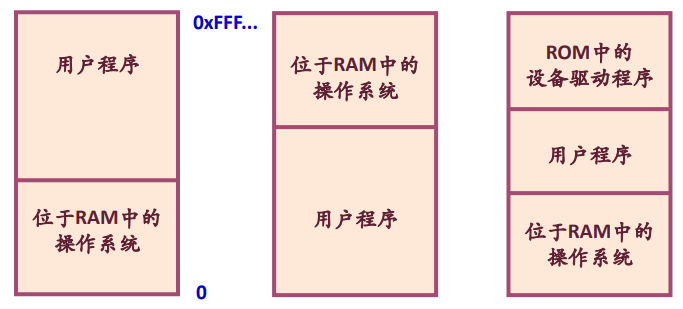 用户程序
位于RAM中的
操作系统
0xFFF...
0
位于RAM中的
操作系统
用户程序
ROM中的
设备驱动程序
用户程序
位于RAM中的
操作系统